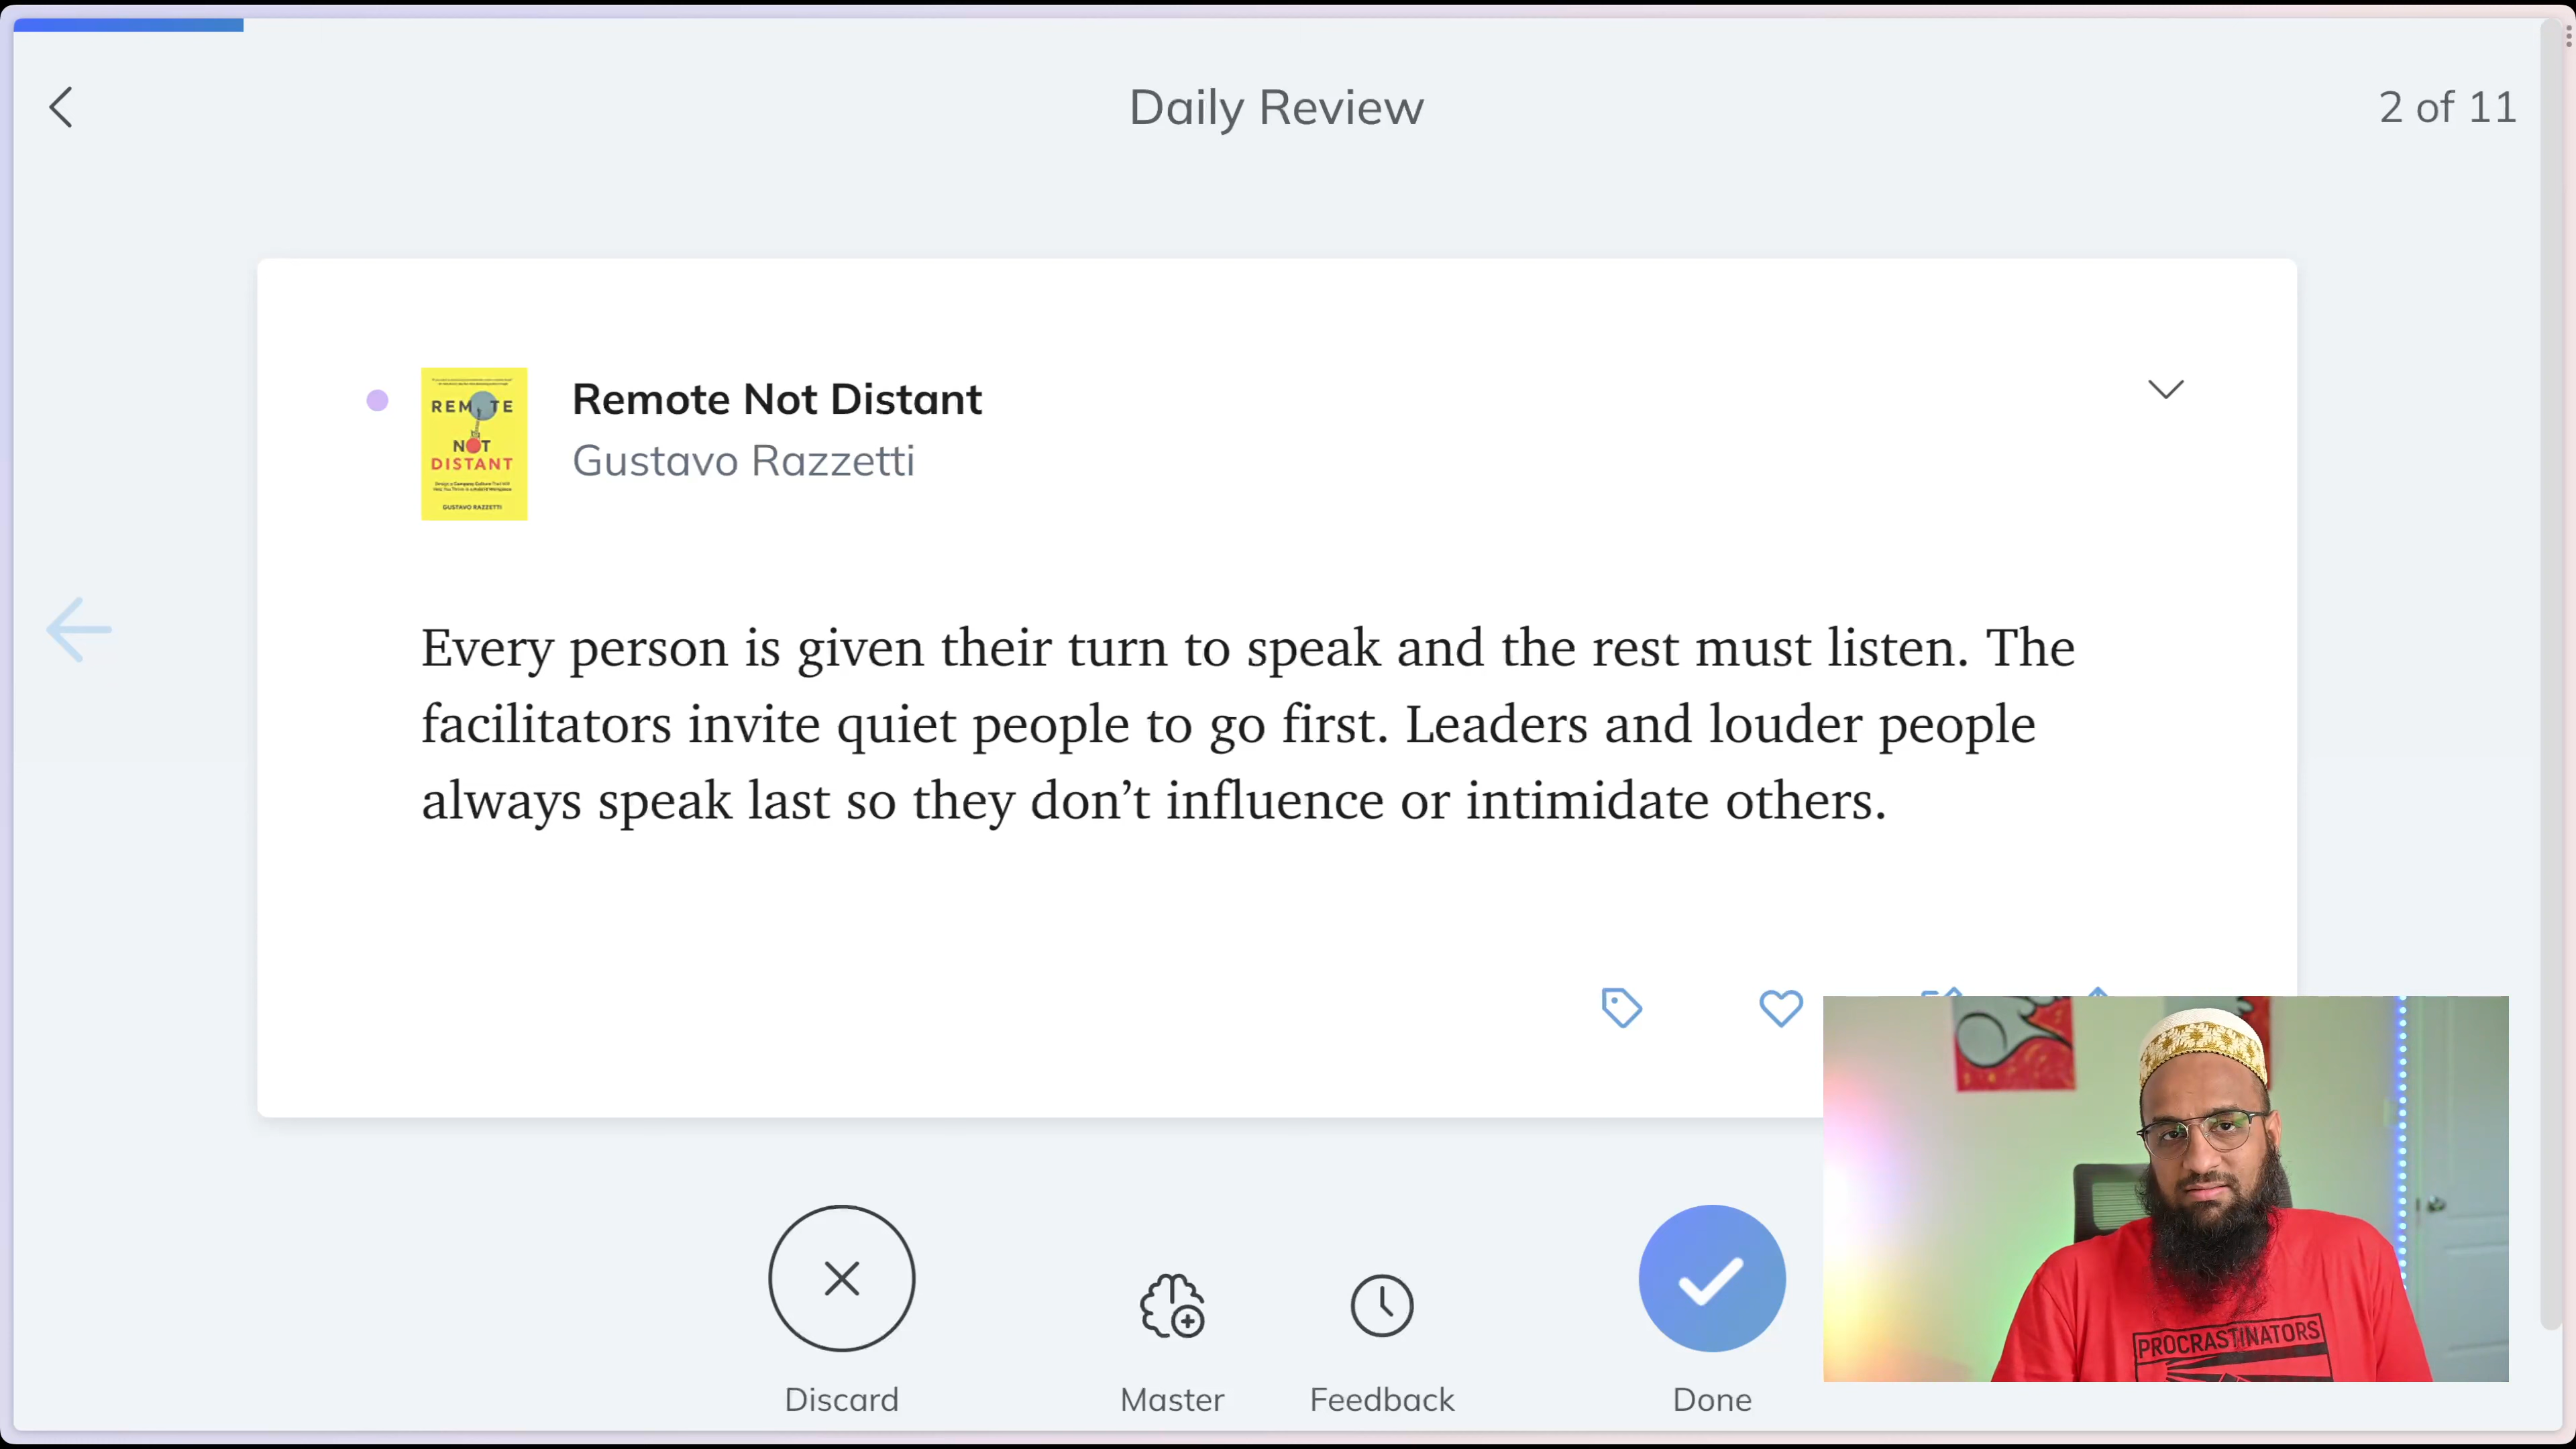 Daily Review
2 of 11
REMOTE
NOT
DISTANT
GUSTAVO RAZZETTI
Remote Not Distant
Gustavo Razzetti
Every person is given their turn to speak and the rest must listen. The
facilitators invite quiet people to go first. Leaders and louder people
always speak last so they don’t influence or intimidate others.
Discard
Master
Feedback
Done
PROCRASTINATORS